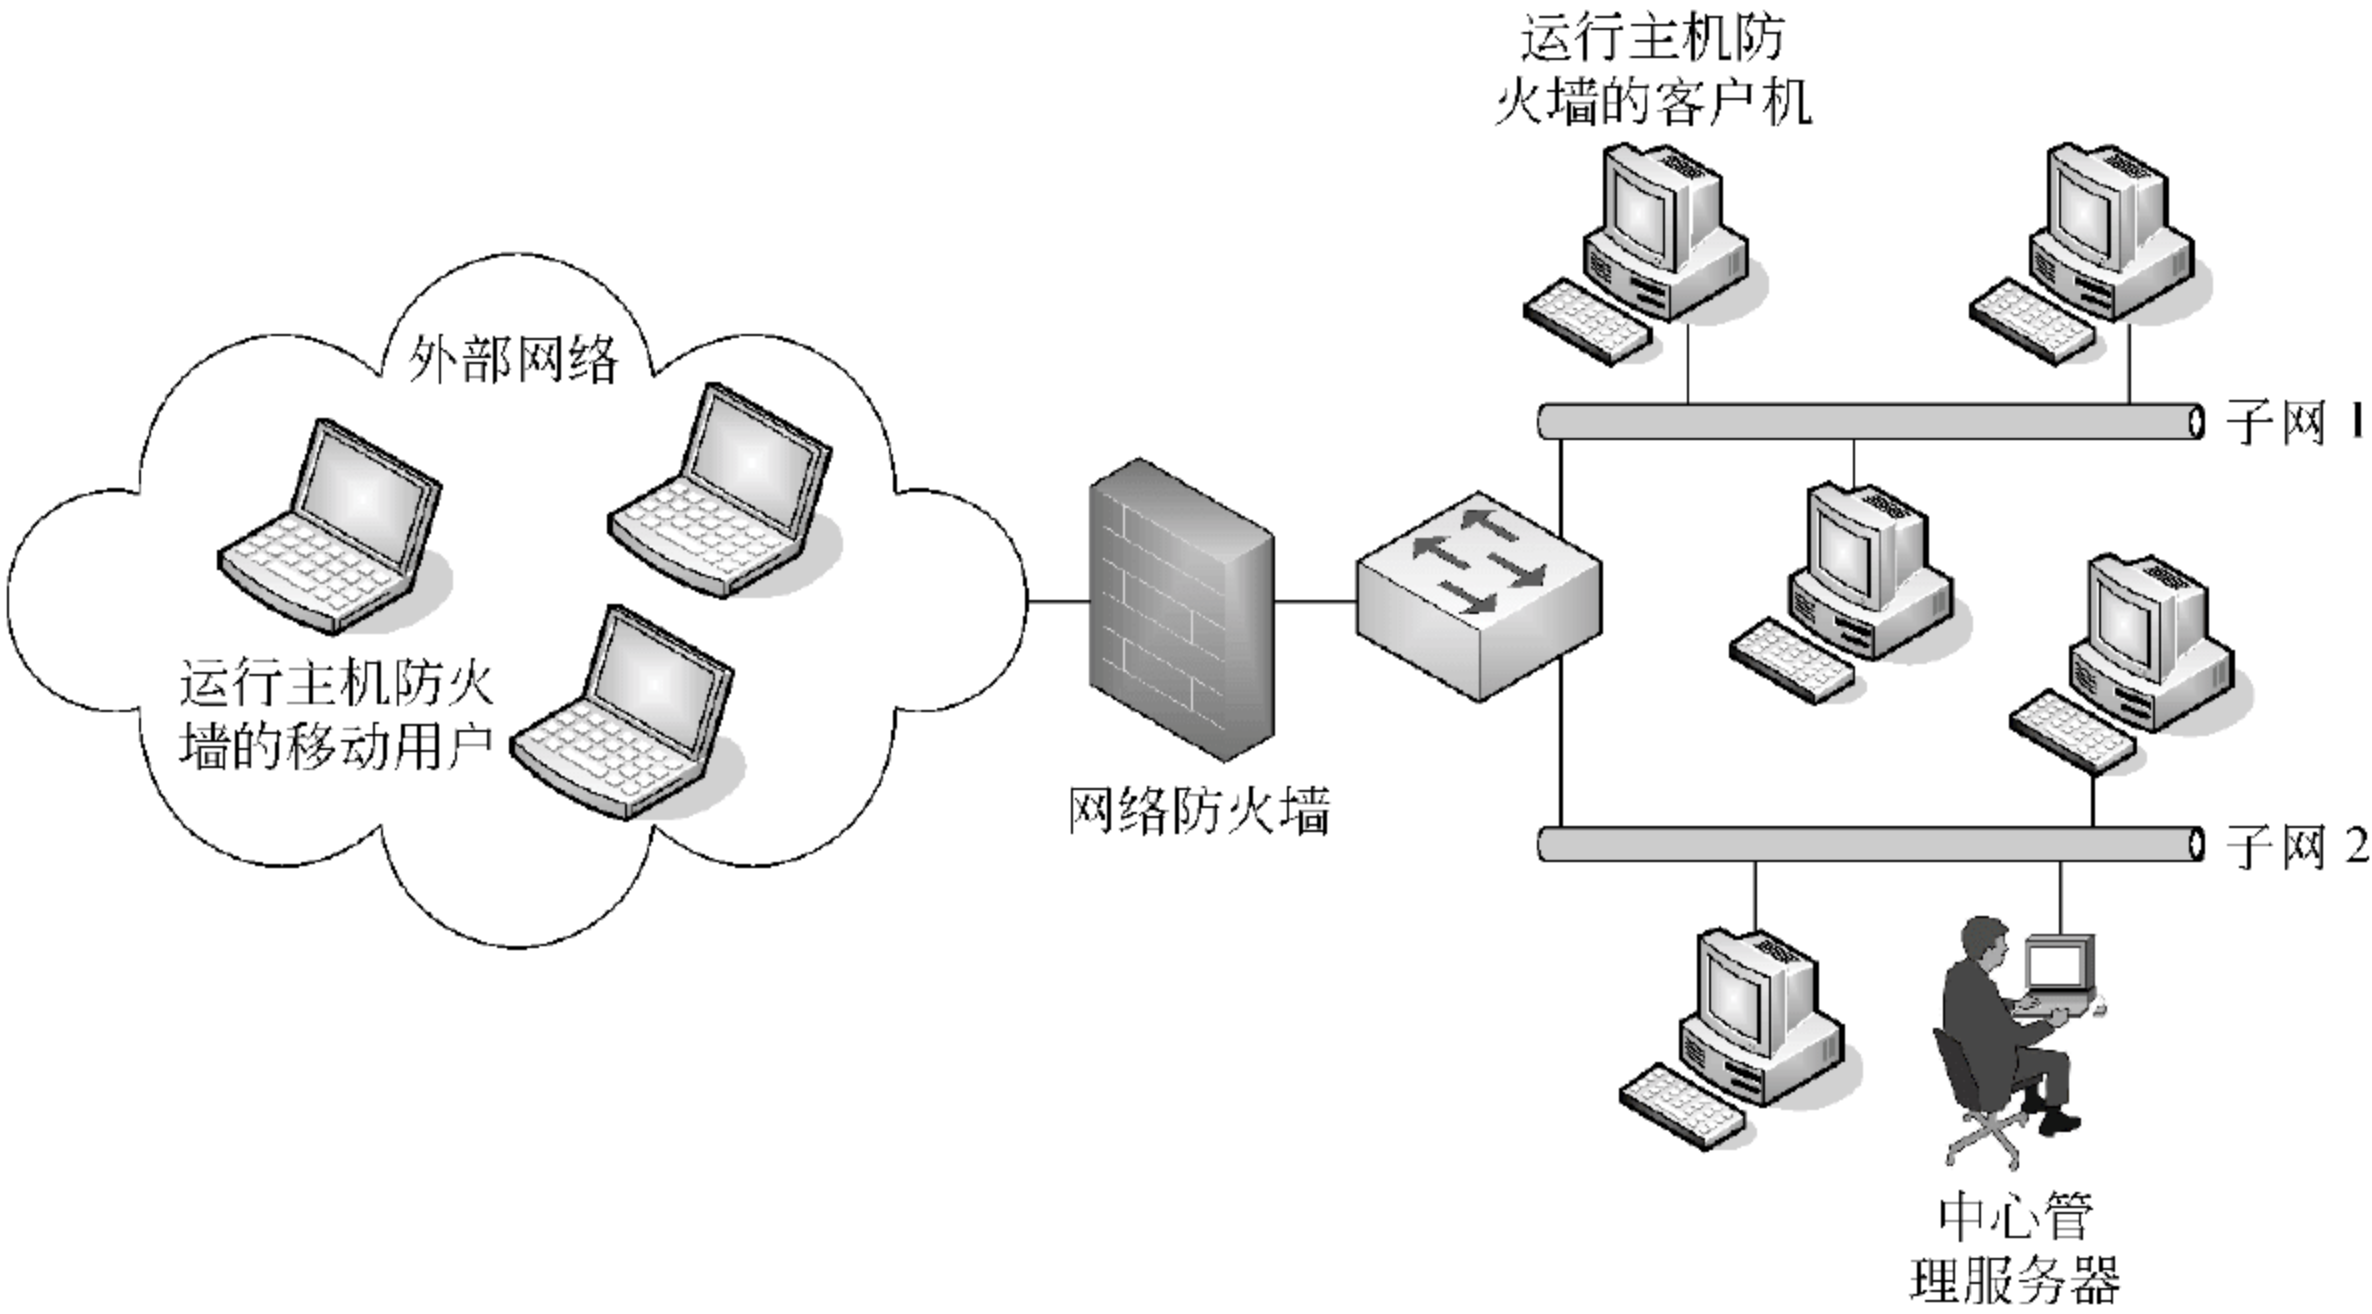 运行主机防
火墙的客户机
外部网络
子网 1
运行主机防火
墙的移动用户
网络防火墙
子网 2
中心管
理服务器